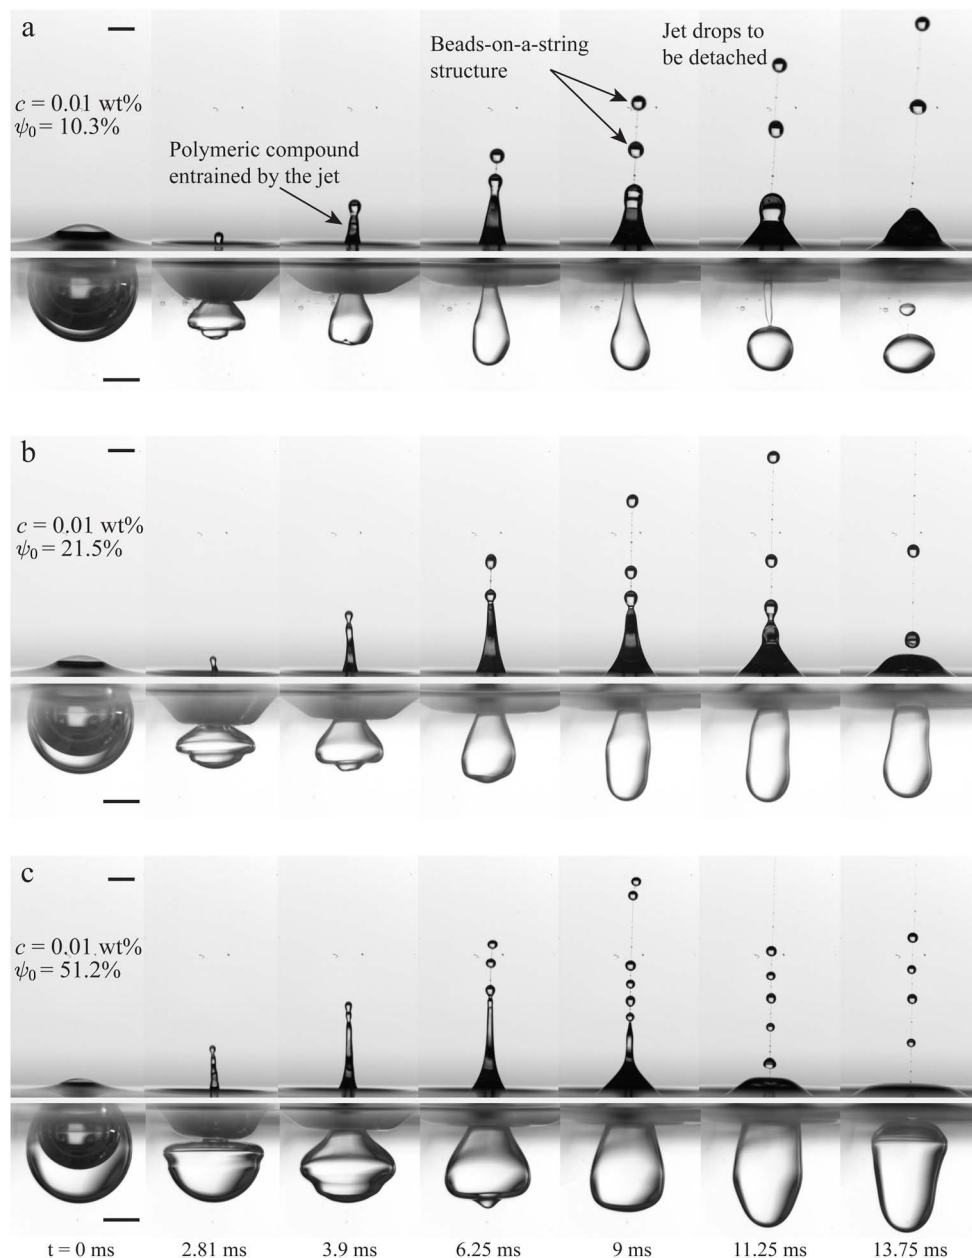 a
c = 0.01 wt%
ψ₀ = 10.3%
Polymeric compound
entrained by the jet
Beads-on-a-string
structure
Jet drops to
be detached
b
c = 0.01 wt%
ψ₀ = 21.5%
c
c = 0.01 wt%
ψ₀ = 51.2%
t = 0 ms 2.81 ms 3.9 ms 6.25 ms 9 ms 11.25 ms 13.75 ms